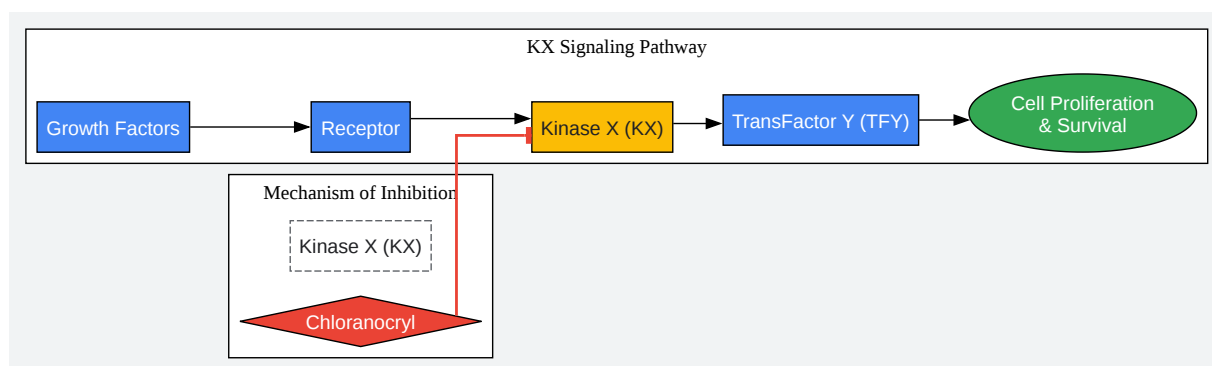 KX Signaling Pathway
Growth Factors
Receptor
Kinase X (KX)
TransFactor Y (TFY)
Cell Proliferation
& Survival
Mechanism of Inhibition
Kinase X (KX)
Chloranocryl